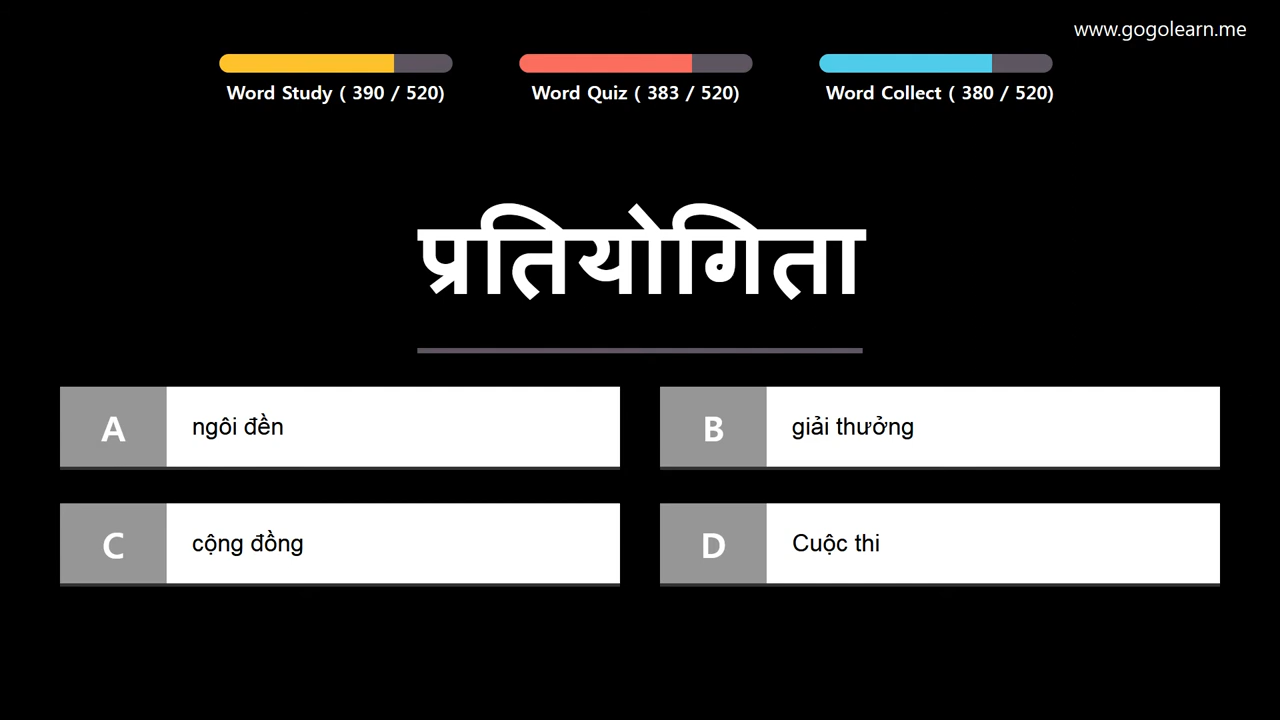 www.gogolearn.me
Word Study ( 390 / 520)
Word Quiz ( 383 / 520)
Word Collect ( 380 / 520)
प्रतियोगिता
A
ngôi đền
B
giải thưởng
C
cộng đồng
D
Cuộc thi